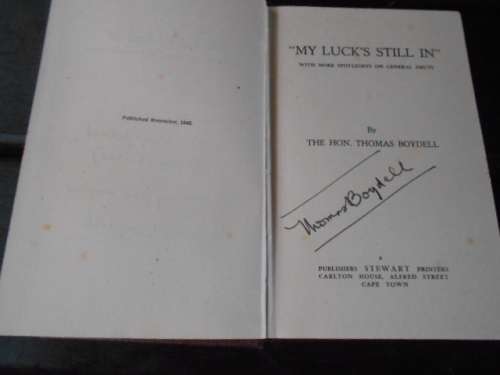 Published November, 1948.
"MY LUCK'S STILL IN"
WITH MORE SPOTLIGHTS ON GENERAL SMUTS
By
THE HON. THOMAS BOYDELL
Thomas Boydell
PUBLISHERS STEWART PRINTERS
CARLTON HOUSE, ALFRED STREET
CAPE TOWN